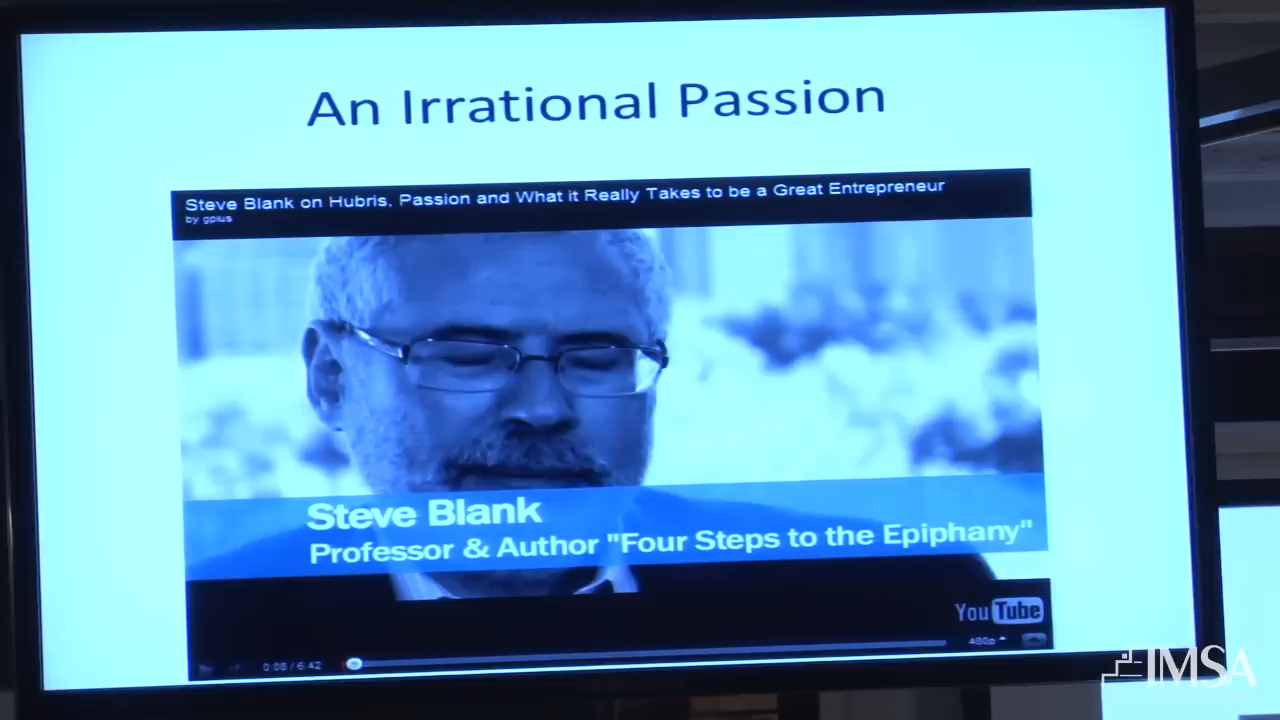 An Irrational Passion
Steve Blank on Hubris, Passion and What it Really Takes to be a Great Entrepreneur
by gplus
Steve Blank
Professor & Author "Four Steps to the Epiphany"
YouTube
0:08 / 6:42
480p
IMSA